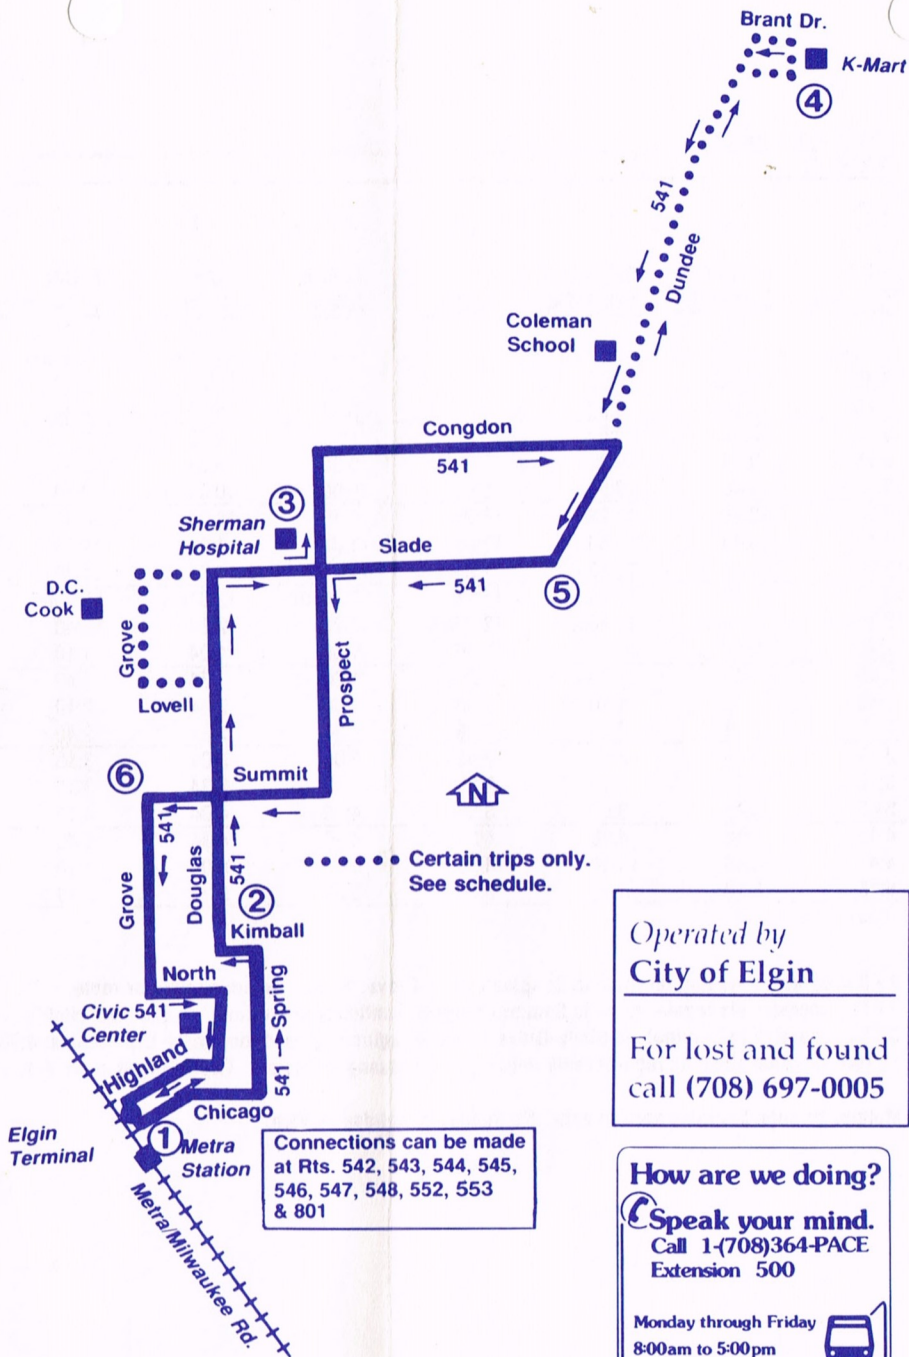 Brant Dr.
K-Mart
④
541
Dundee
Coleman
School
Congdon
541
③
Sherman
Hospital
Slade
541
⑤
D.C.
Cook
Grove
Lovell
Prospect
⑥
Summit
541
N
Certain trips only.
See schedule.
Grove
Douglas
541
②
Kimball
North
Spring
541
Civic 541
Center
Highland
Chicago
Elgin
Terminal
①
Metra
Station
Metra/Milwaukee Rd.
Connections can be made
at Rts. 542, 543, 544, 545,
546, 547, 548, 552, 553
& 801
Operated by
City of Elgin
For lost and found
call (708) 697-0005
How are we doing?
Speak your mind.
Call 1-(708)364-PACE
Extension 500
Monday through Friday
8:00am to 5:00pm